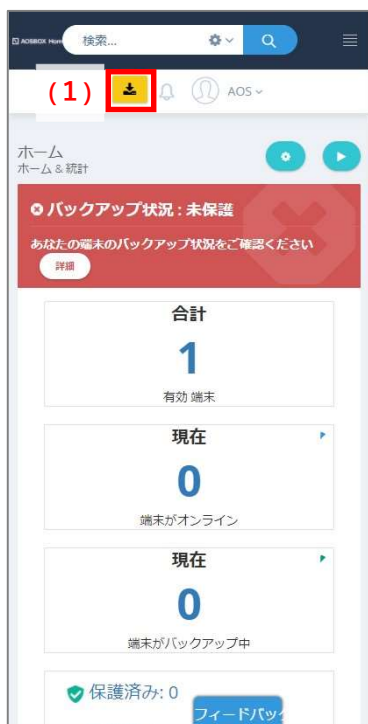 AOSBOX Hom
検索...
(1)
AOS
ホーム
ホーム & 統計
バックアップ状況 : 未保護
あなたの端末のバックアップ状況をご確認ください
詳細
合計
1
有効 端末
現在
0
端末がオンライン
現在
0
端末がバックアップ中
保護済み: 0
フィードバッ